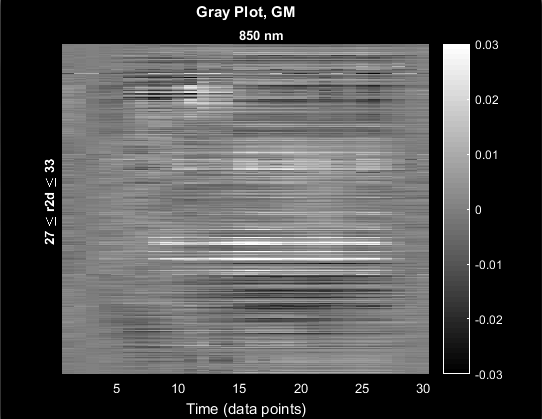 Gray Plot, GM
850 nm
0.03
0.02
0.01
0
-0.01
-0.02
-0.03
27 ≤ r2d ≤ 33
5 10 15 20 25 30
Time (data points)